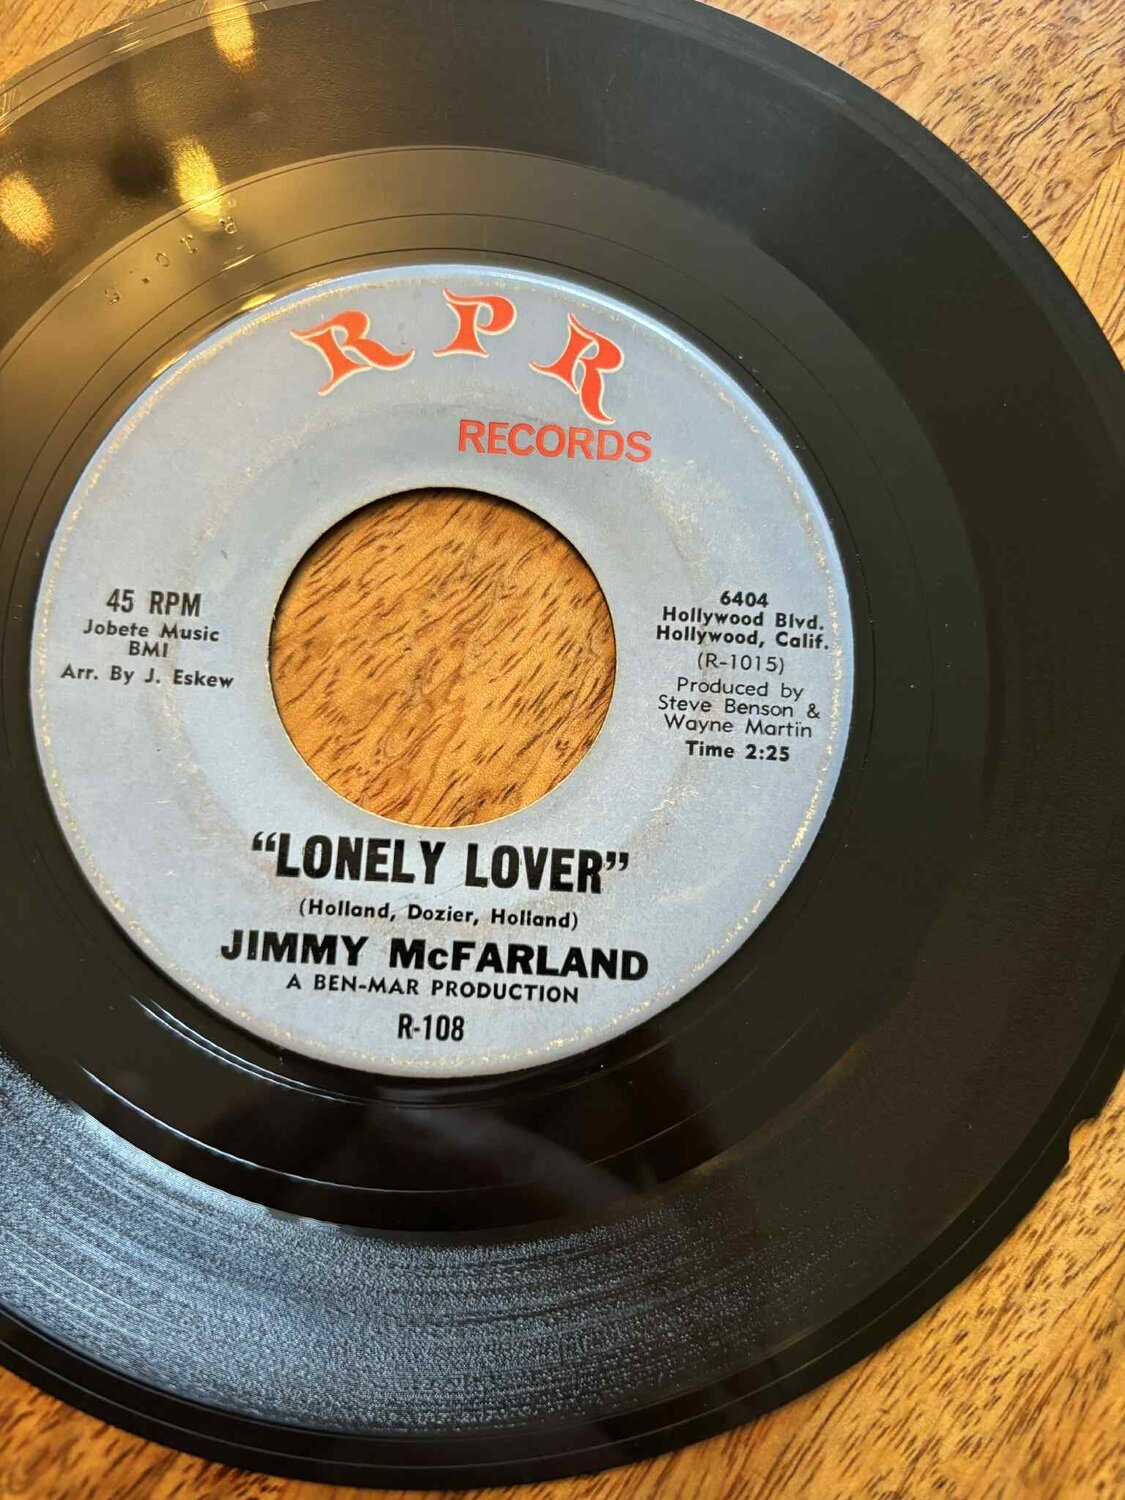 RPR
RECORDS
45 RPM
Jobete Music
BMI
Arr. By J. Eskew
6404
Hollywood Blvd.
Hollywood, Calif.
(R-1015)
Produced by
Steve Benson &
Wayne Martin
Time 2:25
“LONELY LOVER”
(Holland, Dozier, Holland)
JIMMY McFARLAND
A BEN-MAR PRODUCTION
R-108